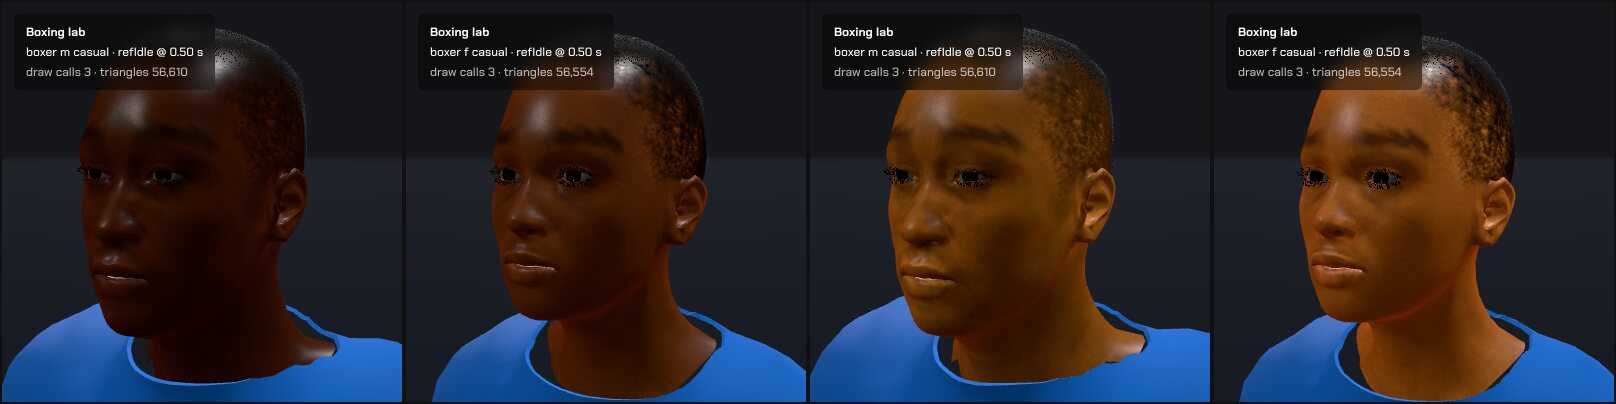 Boxing lab
boxer m casual · refIdle @ 0.50 s
draw calls 3 · triangles 56,610
Boxing lab
boxer f casual · refIdle @ 0.50 s
draw calls 3 · triangles 56,554
Boxing lab
boxer m casual · refIdle @ 0.50 s
draw calls 3 · triangles 56,610
Boxing lab
boxer f casual · refIdle @ 0.50 s
draw calls 3 · triangles 56,554